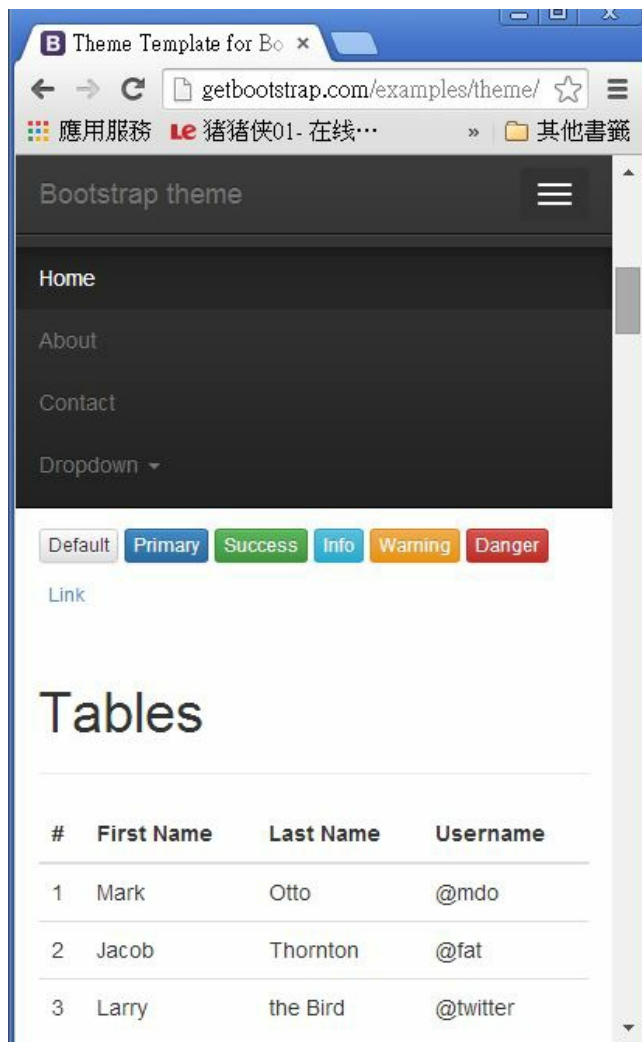 B Theme Template for Bo
getbootstrap.com/examples/theme/
應用服務 Le 猪猪侠01- 在线⋯ » 其他書籤
Bootstrap theme
Home
About
Contact
Dropdown
Default Primary Success Info Warning Danger
Link
Tables
# First Name Last Name Username
1 Mark Otto @mdo
2 Jacob Thornton @fat
3 Larry the Bird @twitter